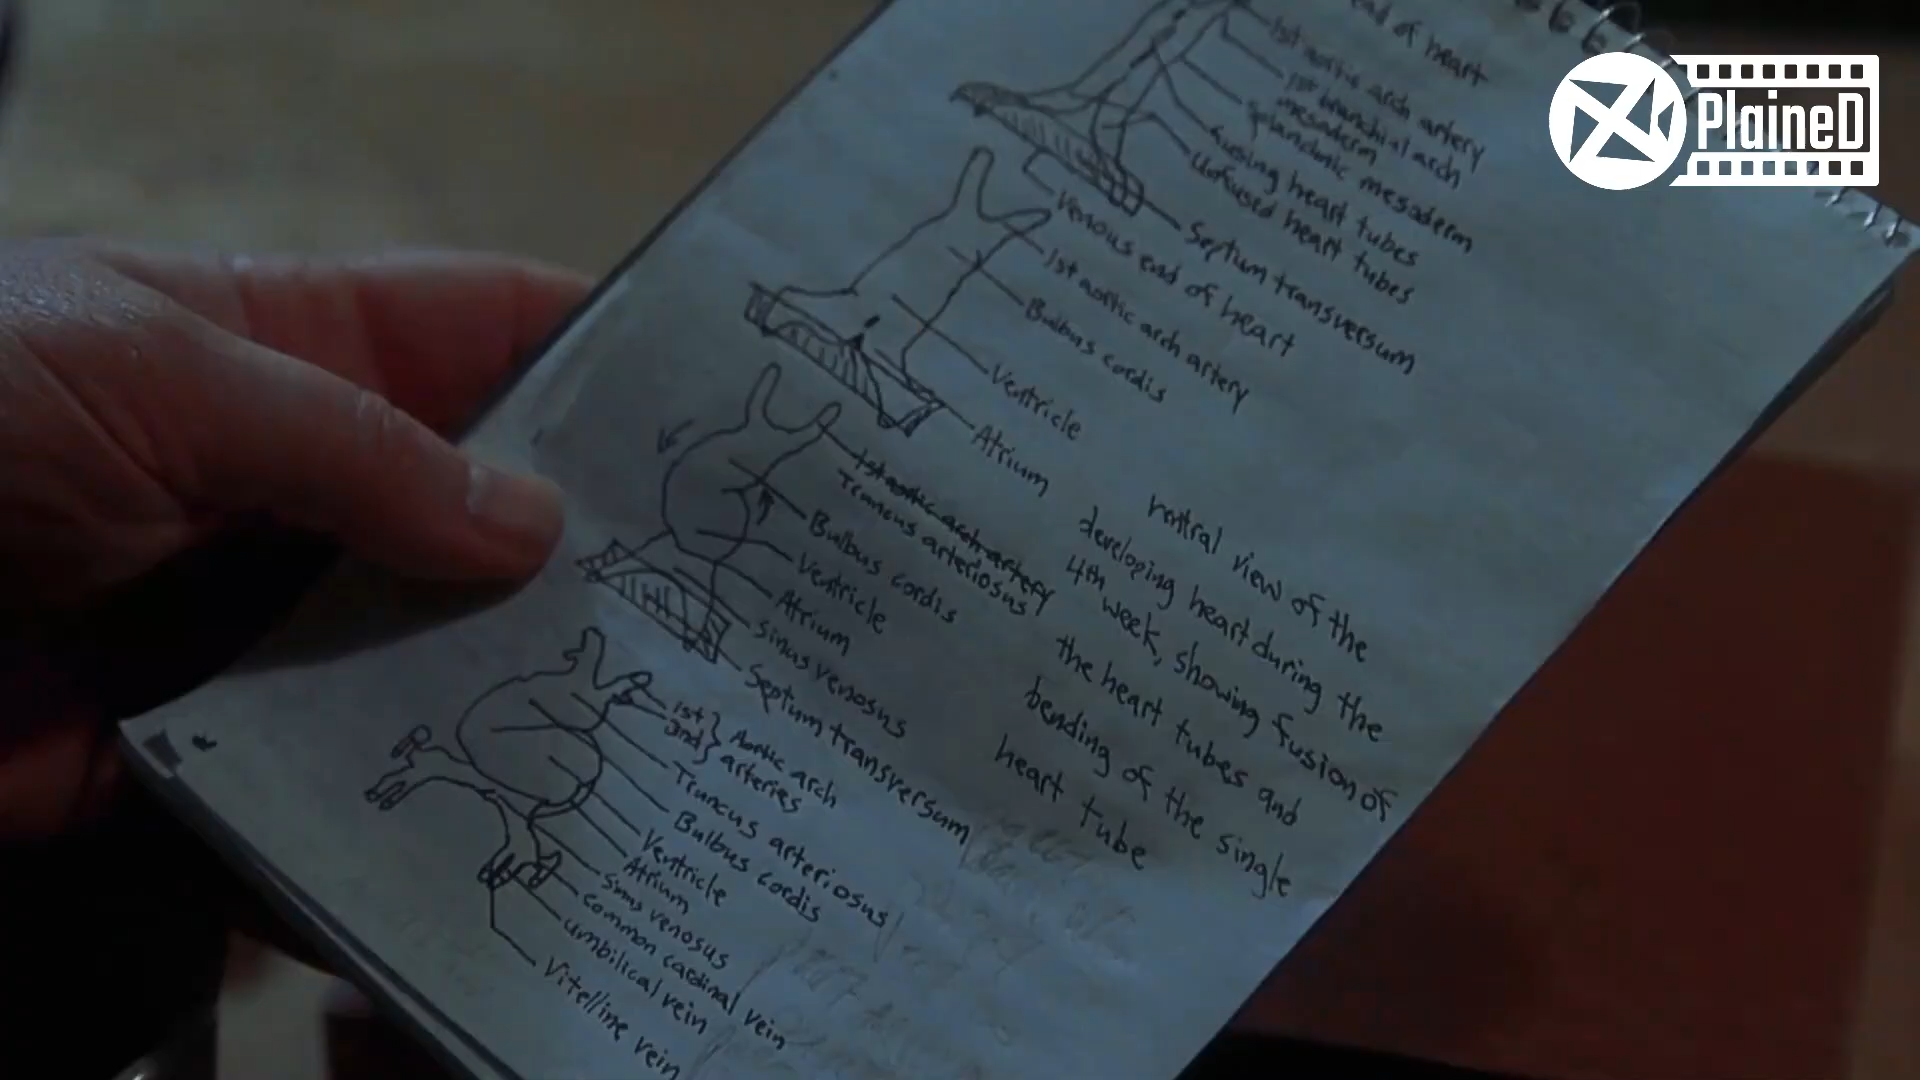 end of heart
1st aortic arch artery
1st branchial arch
mesoderm
splanchnic mesoderm
Fusing heart tubes
Unfused heart tubes
Septum transversum
Venous end of heart
1st aortic arch artery
Bulbus cordis
Ventricle
Atrium
1st aortic arch artery
Truncus arteriosus
Bulbus cordis
Ventricle
Atrium
sinus venosus
Septum transversum
ventral view of the
developing heart during the
4th week, showing fusion of
the heart tubes and
bending of the single
heart tube
1st
2nd
Aortic arch
arteries
Truncus arteriosus
Bulbus cordis
Ventricle
Atrium
Sinus venosus
common cardinal vein
umbilical vein
Vitelline vein
PlaineD